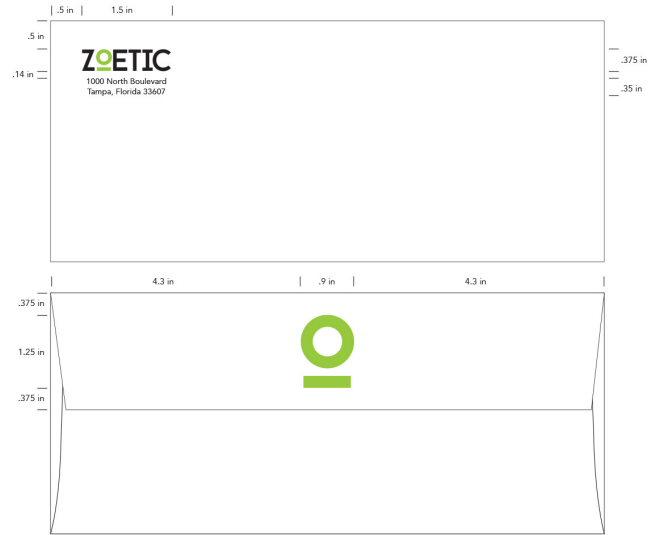 .5 in 1.5 in
.5 in
.14 in
ZOETIC
1000 North Boulevard
Tampa, Florida 33607
.375 in
.35 in
4.3 in .9 in 4.3 in
.375 in
1.25 in
.375 in